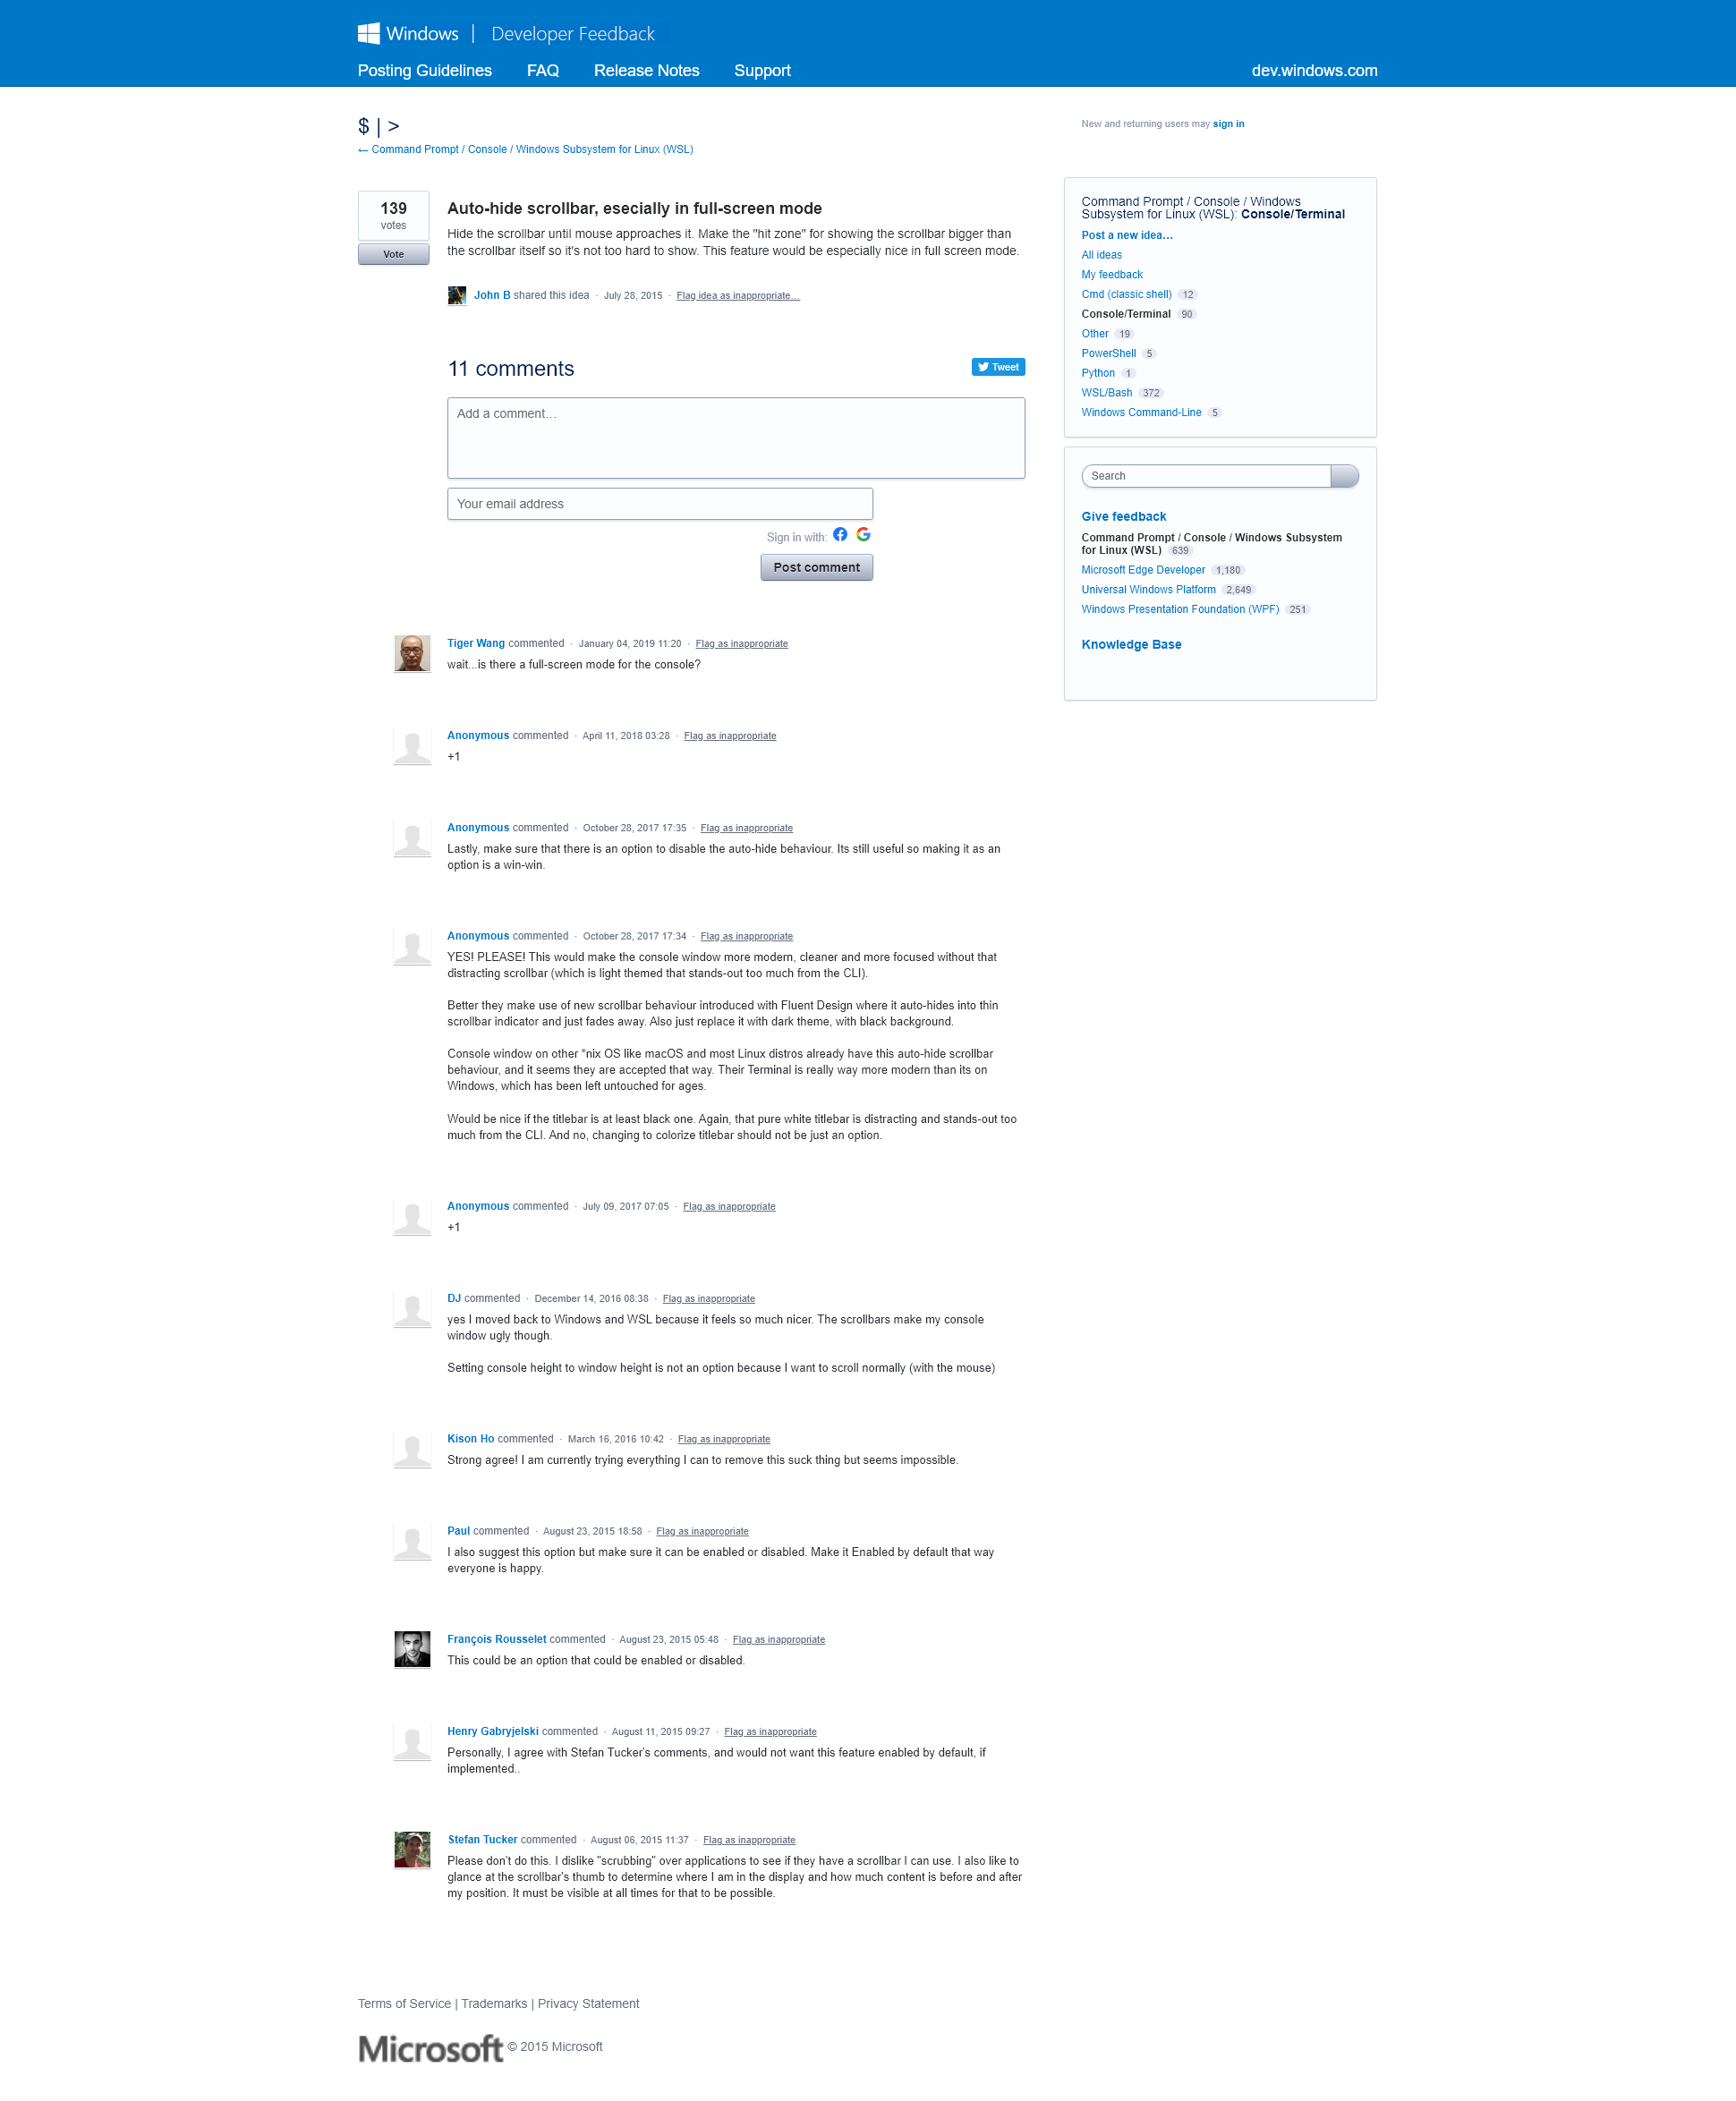 Windows | Developer Feedback
Posting Guidelines FAQ Release Notes Support dev.windows.com
$ | >
← Command Prompt / Console / Windows Subsystem for Linux (WSL)
New and returning users may sign in
139
votes
Vote
Auto-hide scrollbar, esecially in full-screen mode
Hide the scrollbar until mouse approaches it. Make the "hit zone" for showing the scrollbar bigger than
the scrollbar itself so it's not too hard to show. This feature would be especially nice in full screen mode.
John B shared this idea · July 28, 2015 · Flag idea as inappropriate…
11 comments
Tweet
Add a comment…
Your email address
Sign in with:
Post comment
Tiger Wang commented · January 04, 2019 11:20 · Flag as inappropriate
wait...is there a full-screen mode for the console?
Anonymous commented · April 11, 2018 03:28 · Flag as inappropriate
+1
Anonymous commented · October 28, 2017 17:35 · Flag as inappropriate
Lastly, make sure that there is an option to disable the auto-hide behaviour. Its still useful so making it as an
option is a win-win.
Anonymous commented · October 28, 2017 17:34 · Flag as inappropriate
YES! PLEASE! This would make the console window more modern, cleaner and more focused without that
distracting scrollbar (which is light themed that stands-out too much from the CLI).
Better they make use of new scrollbar behaviour introduced with Fluent Design where it auto-hides into thin
scrollbar indicator and just fades away. Also just replace it with dark theme, with black background.
Console window on other *nix OS like macOS and most Linux distros already have this auto-hide scrollbar
behaviour, and it seems they are accepted that way. Their Terminal is really way more modern than its on
Windows, which has been left untouched for ages.
Would be nice if the titlebar is at least black one. Again, that pure white titlebar is distracting and stands-out too
much from the CLI. And no, changing to colorize titlebar should not be just an option.
Anonymous commented · July 09, 2017 07:05 · Flag as inappropriate
+1
DJ commented · December 14, 2016 08:38 · Flag as inappropriate
yes I moved back to Windows and WSL because it feels so much nicer. The scrollbars make my console
window ugly though.
Setting console height to window height is not an option because I want to scroll normally (with the mouse)
Kison Ho commented · March 16, 2016 10:42 · Flag as inappropriate
Strong agree! I am currently trying everything I can to remove this suck thing but seems impossible.
Paul commented · August 23, 2015 18:58 · Flag as inappropriate
I also suggest this option but make sure it can be enabled or disabled. Make it Enabled by default that way
everyone is happy.
François Rousselet commented · August 23, 2015 05:48 · Flag as inappropriate
This could be an option that could be enabled or disabled.
Henry Gabryjelski commented · August 11, 2015 09:27 · Flag as inappropriate
Personally, I agree with Stefan Tucker's comments, and would not want this feature enabled by default, if
implemented..
Stefan Tucker commented · August 06, 2015 11:37 · Flag as inappropriate
Please don't do this. I dislike "scrubbing" over applications to see if they have a scrollbar I can use. I also like to
glance at the scrollbar's thumb to determine where I am in the display and how much content is before and after
my position. It must be visible at all times for that to be possible.
Command Prompt / Console / Windows
Subsystem for Linux (WSL): Console/Terminal
Post a new idea…
All ideas
My feedback
Cmd (classic shell) 12
Console/Terminal 90
Other 19
PowerShell 5
Python 1
WSL/Bash 372
Windows Command-Line 5
Search
Give feedback
Command Prompt / Console / Windows Subsystem
for Linux (WSL) 639
Microsoft Edge Developer 1,180
Universal Windows Platform 2,649
Windows Presentation Foundation (WPF) 251
Knowledge Base
Terms of Service | Trademarks | Privacy Statement
Microsoft © 2015 Microsoft